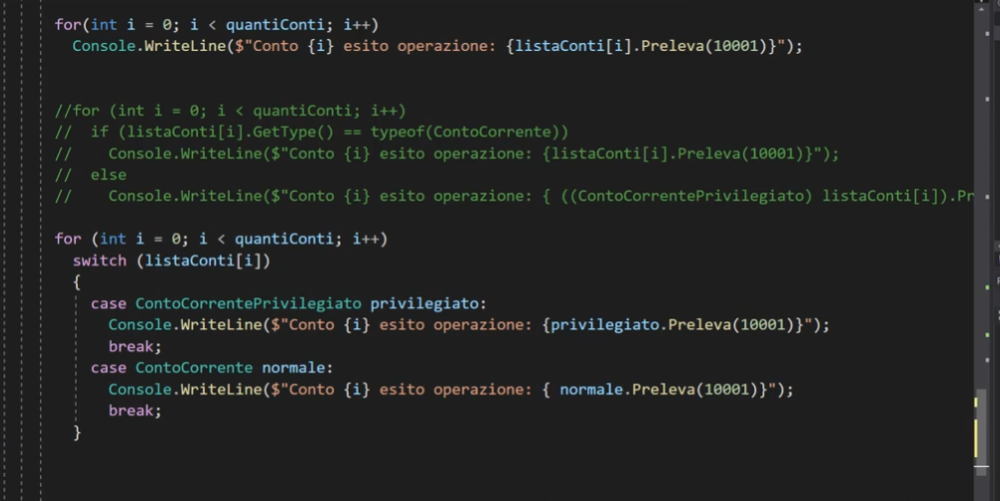 for(int i = 0; i < quantiConti; i++)
Console.WriteLine($"Conto {i} esito operazione: {listaConti[i].Preleva(10001)}");
//for (int i = 0; i < quantiConti; i++)
//  if (listaConti[i].GetType() == typeof(ContoCorrente))
//    Console.WriteLine($"Conto {i} esito operazione: {listaConti[i].Preleva(10001)}");
//  else
//    Console.WriteLine($"Conto {i} esito operazione: { ((ContoCorrentePrivilegiato) listaConti[i]).Pr
for (int i = 0; i < quantiConti; i++)
switch (listaConti[i])
{
case ContoCorrentePrivilegiato privilegiato:
Console.WriteLine($"Conto {i} esito operazione: {privilegiato.Preleva(10001)}");
break;
case ContoCorrente normale:
Console.WriteLine($"Conto {i} esito operazione: { normale.Preleva(10001)}");
break;
}